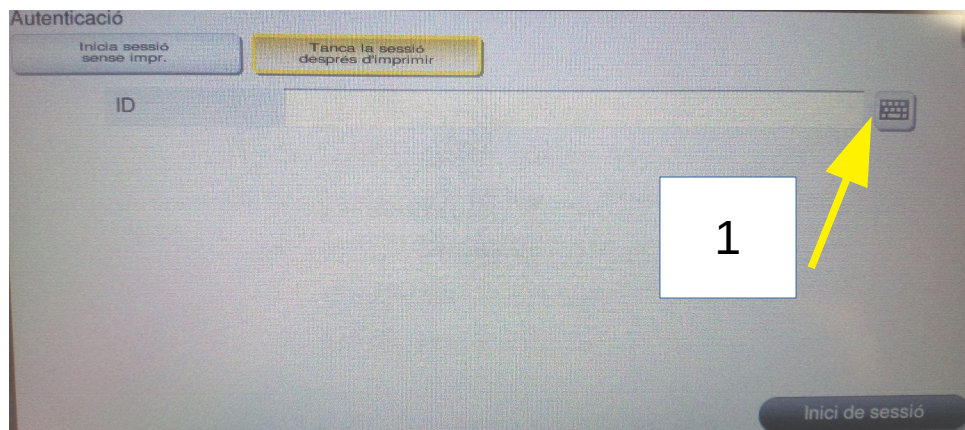 Autenticació
Inicia sessió
sense impr.
Tanca la sessió
després d'imprimir
ID
1
Inici de sessió